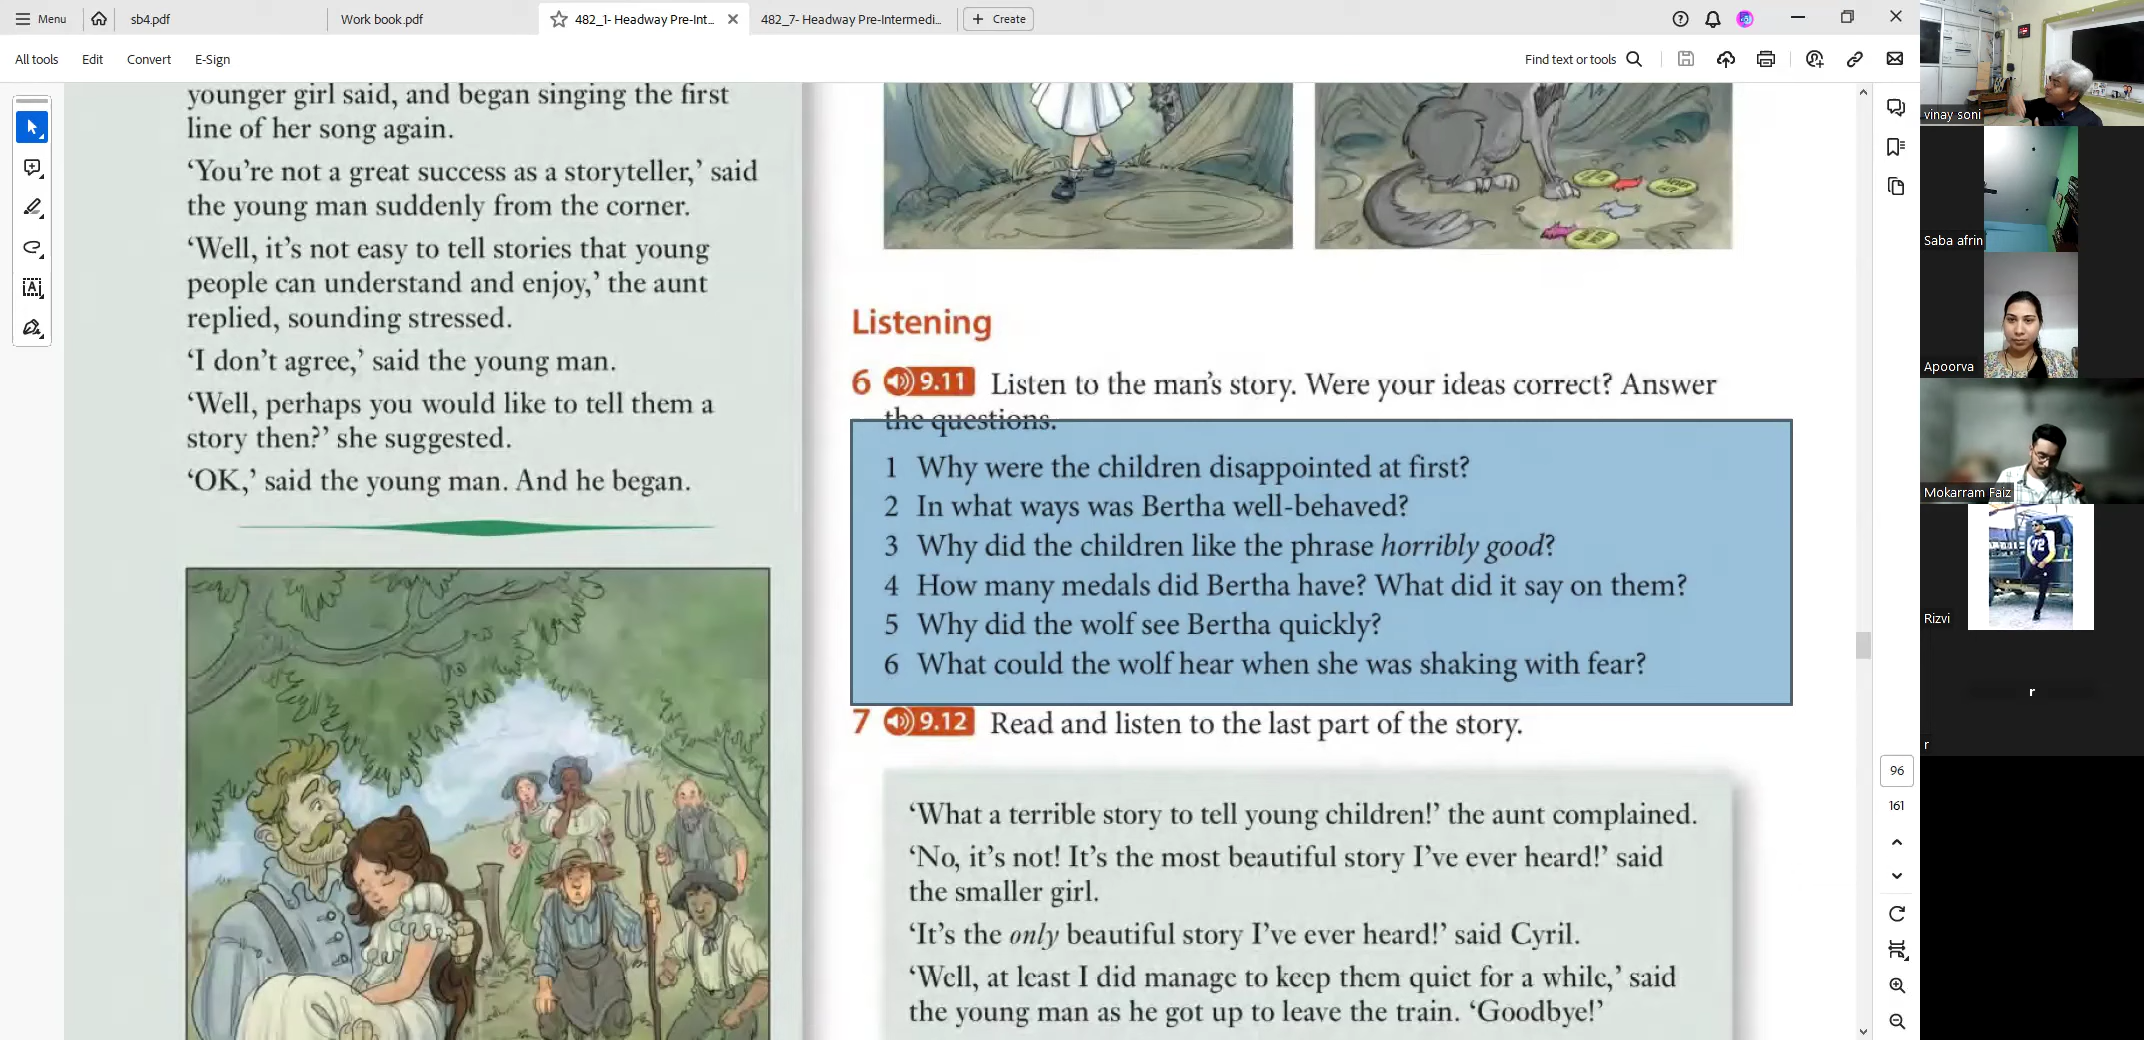 Menu
sb4.pdf
Work book.pdf
482_1- Headway Pre-Int...
482_7- Headway Pre-Intermedi...
Create
All tools
Edit
Convert
E-Sign
Find text or tools
younger girl said, and began singing the first
line of her song again.
‘You’re not a great success as a storyteller,’ said
the young man suddenly from the corner.
‘Well, it’s not easy to tell stories that young
people can understand and enjoy,’ the aunt
replied, sounding stressed.
‘I don’t agree,’ said the young man.
‘Well, perhaps you would like to tell them a
story then?’ she suggested.
‘OK,’ said the young man. And he began.
Listening
6 9.11 Listen to the man’s story. Were your ideas correct? Answer
the questions.
1 Why were the children disappointed at first?
2 In what ways was Bertha well-behaved?
3 Why did the children like the phrase horribly good?
4 How many medals did Bertha have? What did it say on them?
5 Why did the wolf see Bertha quickly?
6 What could the wolf hear when she was shaking with fear?
7 9.12 Read and listen to the last part of the story.
‘What a terrible story to tell young children!’ the aunt complained.
‘No, it’s not! It’s the most beautiful story I’ve ever heard!’ said
the smaller girl.
‘It’s the only beautiful story I’ve ever heard!’ said Cyril.
‘Well, at least I did manage to keep them quiet for a while,’ said
the young man as he got up to leave the train. ‘Goodbye!’
96
161
vinay soni
Saba afrin
Apoorva
Mokarram Faiz
72
Rizvi
r
r